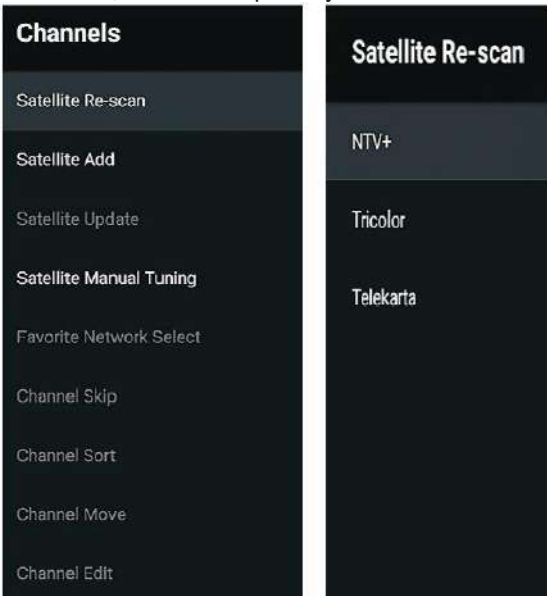 Channels
Satellite Re-scan
Satellite Add
Satellite Update
Satellite Manual Tuning
Favorite Network Select
Channel Skip
Channel Sort
Channel Move
Channel Edit
Satellite Re-scan
NTV+
Tricolor
Telekarta